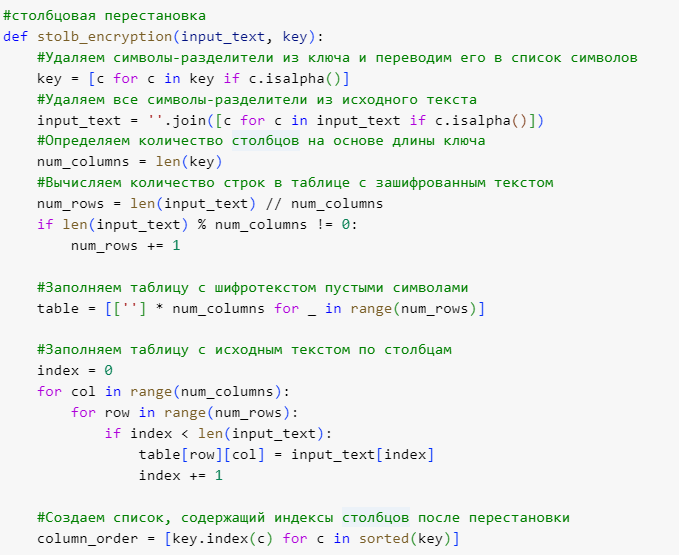 #столбцовая перестановка
def stolb_encryption(input_text, key):
    #Удаляем символы-разделители из ключа и переводим его в список символов
    key = [c for c in key if c.isalpha()]
    #Удаляем все символы-разделители из исходного текста
    input_text = ''.join([c for c in input_text if c.isalpha()])
    #Определяем количество столбцов на основе длины ключа
    num_columns = len(key)
    #Вычисляем количество строк в таблице с зашифрованным текстом
    num_rows = len(input_text) // num_columns
    if len(input_text) % num_columns != 0:
        num_rows += 1

    #Заполняем таблицу с шифротекстом пустыми символами
    table = [[''] * num_columns for _ in range(num_rows)]

    #Заполняем таблицу с исходным текстом по столбцам
    index = 0
    for col in range(num_columns):
        for row in range(num_rows):
            if index < len(input_text):
                table[row][col] = input_text[index]
                index += 1

    #Создаем список, содержащий индексы столбцов после перестановки
    column_order = [key.index(c) for c in sorted(key)]